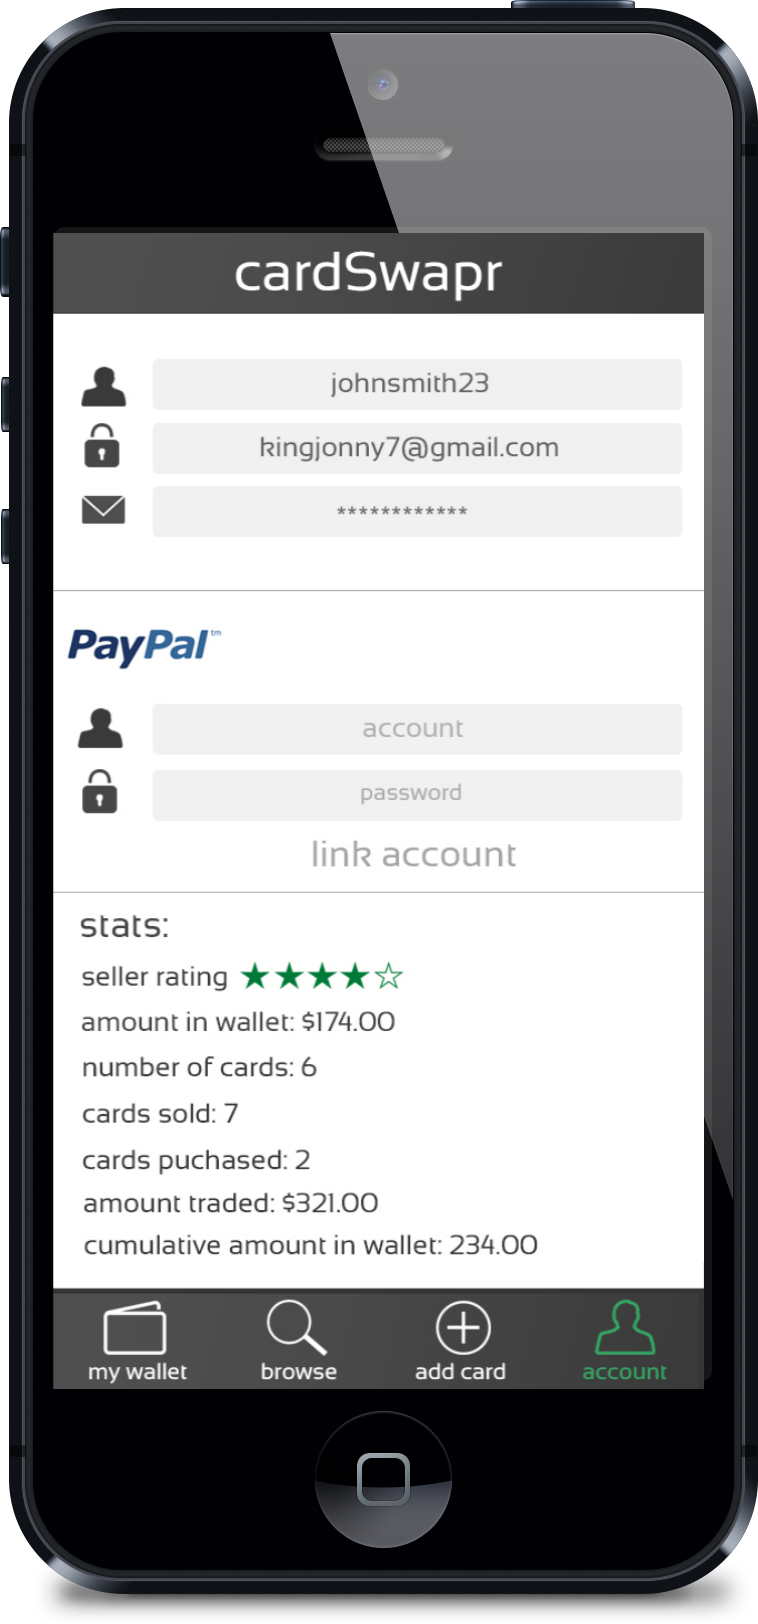 cardSwapr
johnsmith23
kingjonny7@gmail.com
************
PayPal™
account
password
link account
stats:
seller rating ★★★★☆
amount in wallet: $174.00
number of cards: 6
cards sold: 7
cards puchased: 2
amount traded: $321.00
cumulative amount in wallet: 234.00
my wallet browse add card account